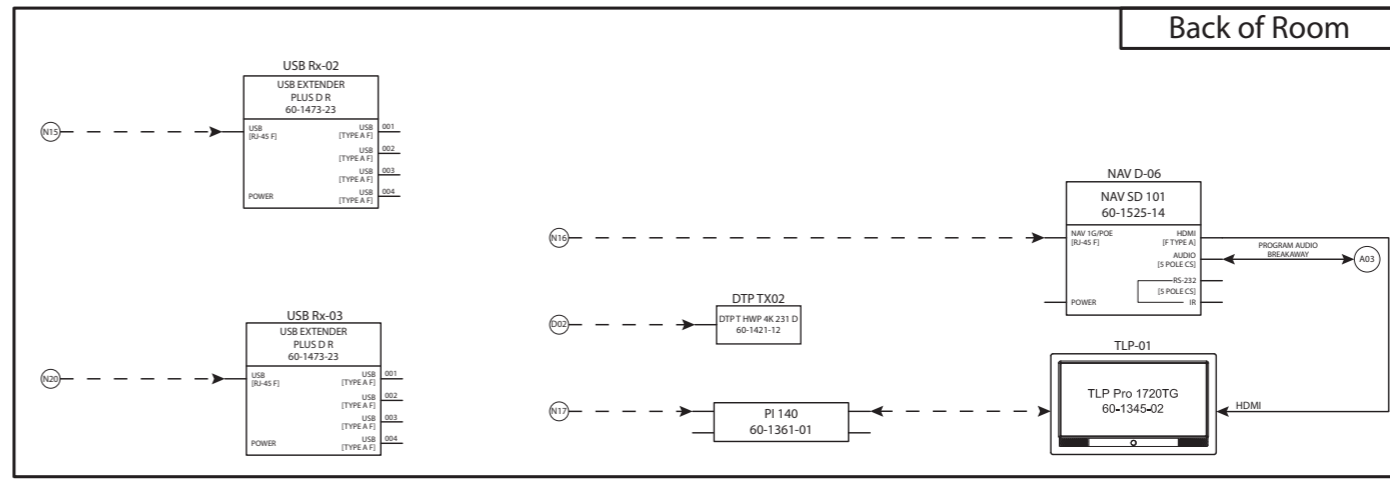 Back of Room
USB Rx-02
USB EXTENDER
PLUS D R
60-1473-23
N15
USB
[RJ-45 F]
USB
[TYPE A F]
001
USB
[TYPE A F]
002
USB
[TYPE A F]
003
POWER
USB
[TYPE A F]
004
USB Rx-03
USB EXTENDER
PLUS D R
60-1473-23
N20
USB
[RJ-45 F]
USB
[TYPE A F]
001
USB
[TYPE A F]
002
USB
[TYPE A F]
003
POWER
USB
[TYPE A F]
004
NAV D-06
NAV SD 101
60-1525-14
N16
NAV 1G/POE
[RJ-45 F]
HDMI
[F TYPE A]
AUDIO
[5 POLE CS]
PROGRAM AUDIO
BREAKAWAY
A03
RS-232
[5 POLE CS]
POWER
IR
DTP TX02
D02
DTP T HWP 4K 231 D
60-1421-12
N17
PI 140
60-1361-01
TLP-01
TLP Pro 1720TG
60-1345-02
HDMI